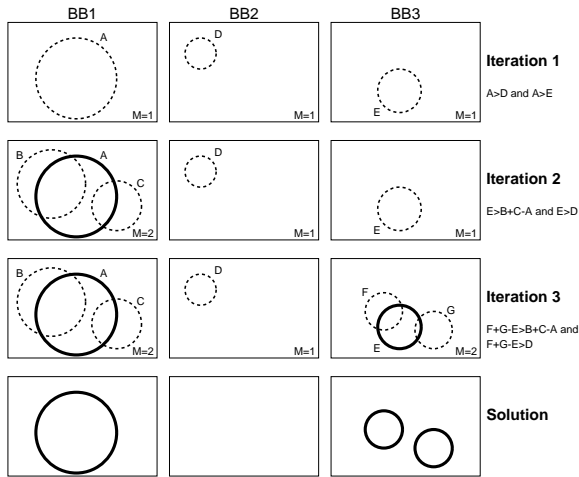 BB1 BB2 BB3
A D E M=1 M=1 M=1
Iteration 1
A>D and A>E
B A C D E M=2 M=1 M=1
Iteration 2
E>B+C-A and E>D
B A C D F G E M=2 M=1 M=2
Iteration 3
F+G-E>B+C-A and
F+G-E>D
Solution